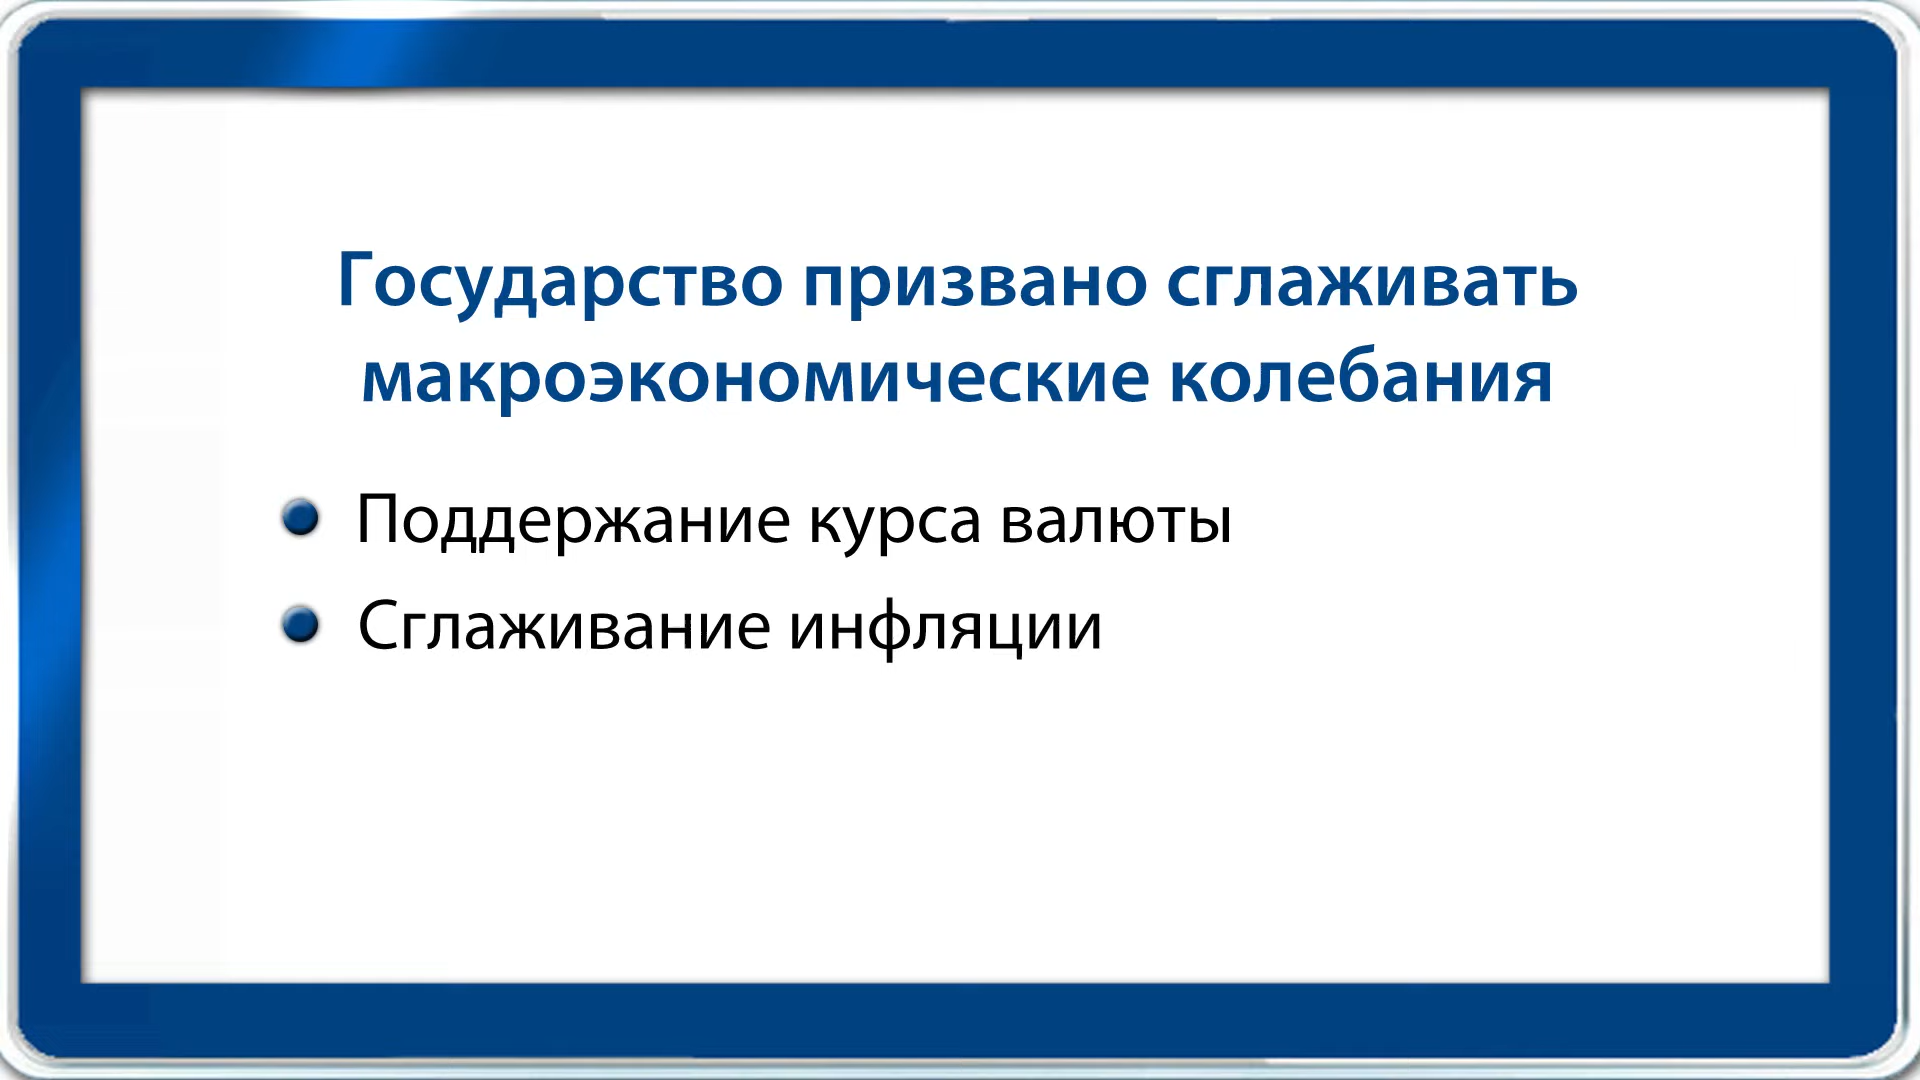 Государство призвано сглаживать
макроэкономические колебания
Поддержание курса валюты
Сглаживание инфляции